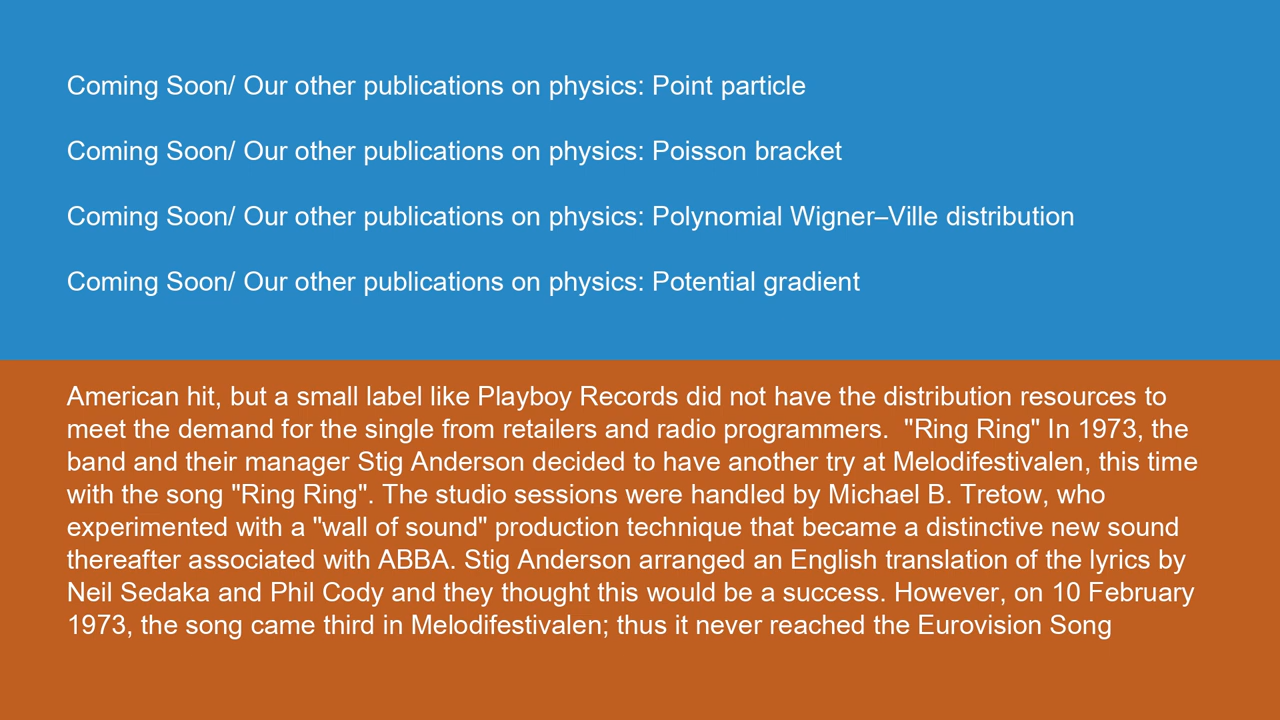 Coming Soon/ Our other publications on physics: Point particle
Coming Soon/ Our other publications on physics: Poisson bracket
Coming Soon/ Our other publications on physics: Polynomial Wigner–Ville distribution
Coming Soon/ Our other publications on physics: Potential gradient
American hit, but a small label like Playboy Records did not have the distribution resources to
meet the demand for the single from retailers and radio programmers.  "Ring Ring" In 1973, the
band and their manager Stig Anderson decided to have another try at Melodifestivalen, this time
with the song "Ring Ring". The studio sessions were handled by Michael B. Tretow, who
experimented with a "wall of sound" production technique that became a distinctive new sound
thereafter associated with ABBA. Stig Anderson arranged an English translation of the lyrics by
Neil Sedaka and Phil Cody and they thought this would be a success. However, on 10 February
1973, the song came third in Melodifestivalen; thus it never reached the Eurovision Song